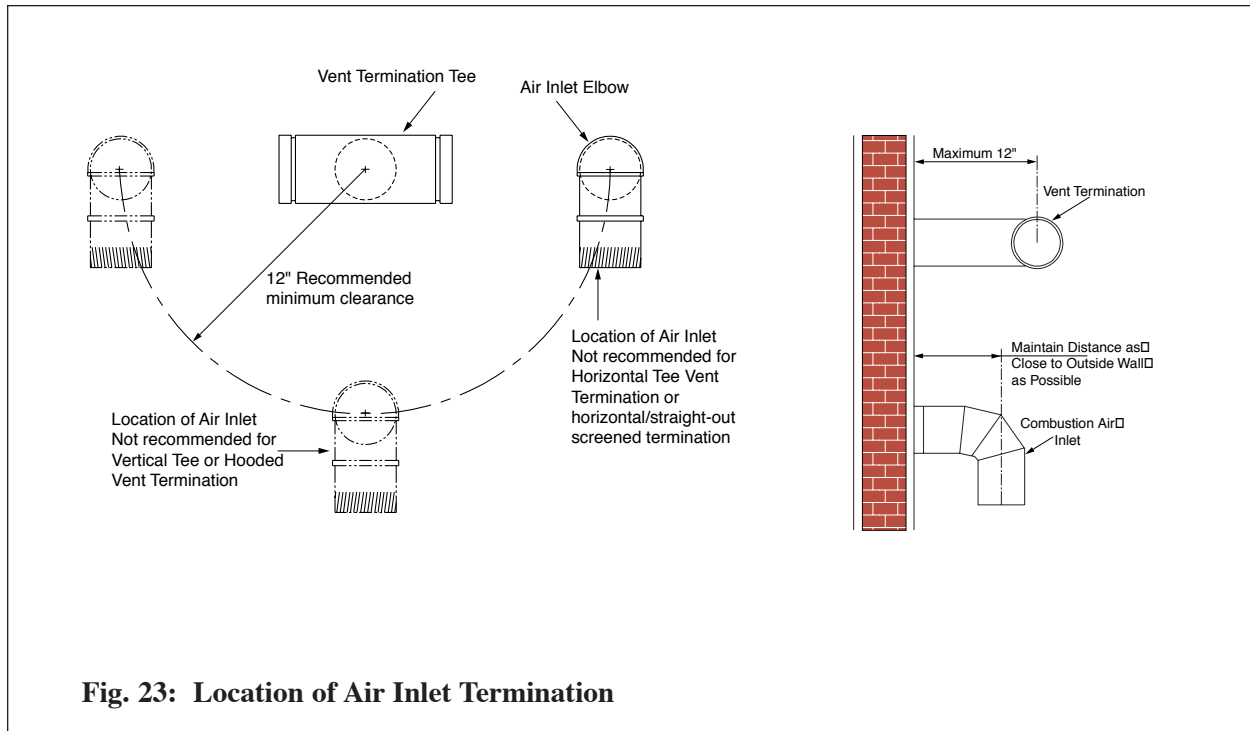 Vent Termination Tee
Air Inlet Elbow
12" Recommended
minimum clearance
Location of Air Inlet
Not recommended for
Vertical Tee or Hooded
Vent Termination
Location of Air Inlet
Not recommended for
Horizontal Tee Vent
Termination or
horizontal/straight-out
screened termination
Maximum 12"
Vent Termination
Maintain Distance as□
Close to Outside Wall□
as Possible
Combustion Air□
Inlet
Fig. 23: Location of Air Inlet Termination